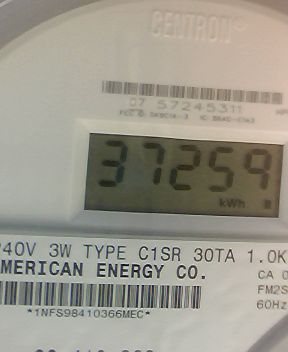 CENTRON®
07 57245311
37259
kWh
240V 3W TYPE C1SR 30TA 1.0K
AMERICAN ENERGY CO.
CA 0
FM2S
60Hz
*1NFS98410366MEC*